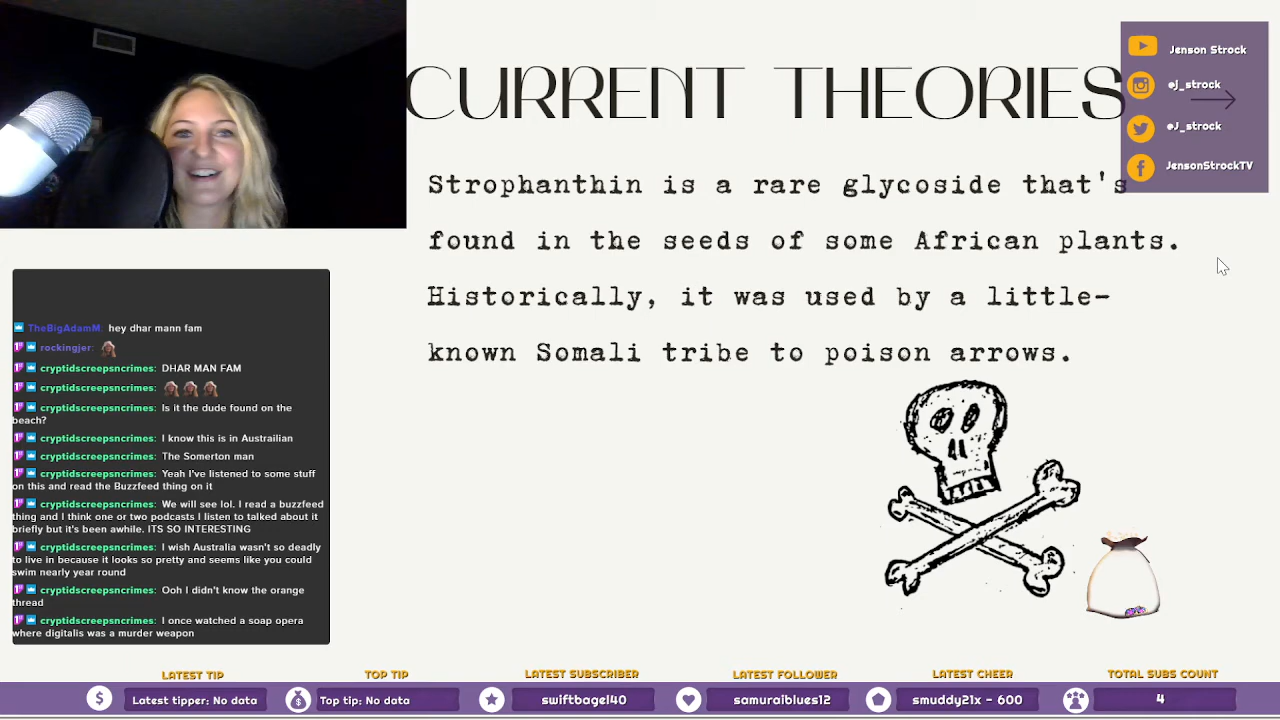 CURRENT THEORIES
Jenson Strock
@J_strock
@J_strock
JensonStrockTV
Strophanthin is a rare glycoside that's
found in the seeds of some African plants.
Historically, it was used by a little-
known Somali tribe to poison arrows.
TheBigAdamM: hey dhar mann fam
rockingjer:
cryptidscreepsncrimes: DHAR MAN FAM
cryptidscreepsncrimes:
cryptidscreepsncrimes: Is it the dude found on the
beach?
cryptidscreepsncrimes: I know this is in Austrailian
cryptidscreepsncrimes: The Somerton man
cryptidscreepsncrimes: Yeah I've listened to some stuff
on this and read the Buzzfeed thing on it
cryptidscreepsncrimes: We will see lol. I read a buzzfeed
thing and I think one or two podcasts I listen to talked about it
briefly but it's been awhile. ITS SO INTERESTING
cryptidscreepsncrimes: I wish Australia wasn't so deadly
to live in because it looks so pretty and seems like you could
swim nearly year round
cryptidscreepsncrimes: Ooh I didn't know the orange
thread
cryptidscreepsncrimes: I once watched a soap opera
where digitalis was a murder weapon
LATEST TIP
TOP TIP
LATEST SUBSCRIBER
LATEST FOLLOWER
LATEST CHEER
TOTAL SUBS COUNT
Latest tipper: No data
Top tip: No data
swiftbagel40
samuraiblues12
smuddy21x - 600
4